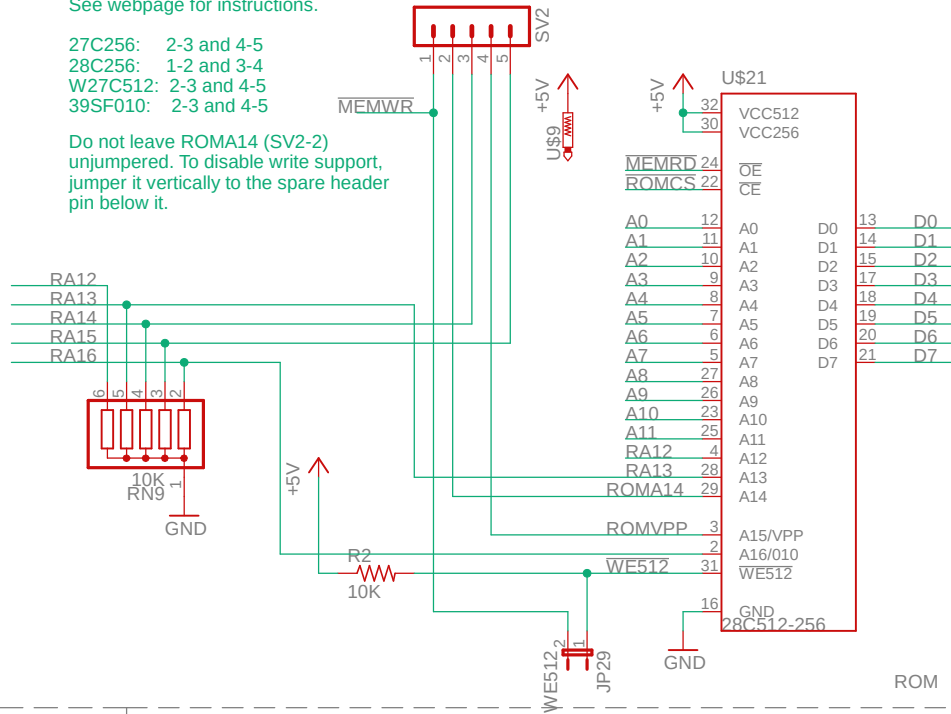 See webpage for instructions.
27C256: 2-3 and 4-5
28C256: 1-2 and 3-4
W27C512: 2-3 and 4-5
39SF010: 2-3 and 4-5
Do not leave ROMA14 (SV2-2)
unjumpered. To disable write support,
jumper it vertically to the spare header
pin below it.
SV2
1 2 3 4 5
MEMWR
+5V
U$9
+5V
U$21
32 VCC512
30 VCC256
MEMRD 24 OE
ROMCS 22 CE
A0 12 A0 D0 13 D0
A1 11 A1 D1 14 D1
A2 10 A2 D2 15 D2
A3 9 A3 D3 17 D3
A4 8 A4 D4 18 D4
A5 7 A5 D5 19 D5
A6 6 A6 D6 20 D6
A7 5 A7 D7 21 D7
A8 27 A8
A9 26 A9
A10 23 A10
A11 25 A11
RA12 4 A12
RA13 28 A13
ROMA14 29 A14
ROMVPP 3 A15/VPP
2 A16/010
WE512 31 WE512
16 GND
28C512-256
GND
RA12
RA13
RA14
RA15
RA16
6 5 4 3 2
10K
RN9
1
GND
+5V
R2
10K
2 1
WE512
JP29
ROM